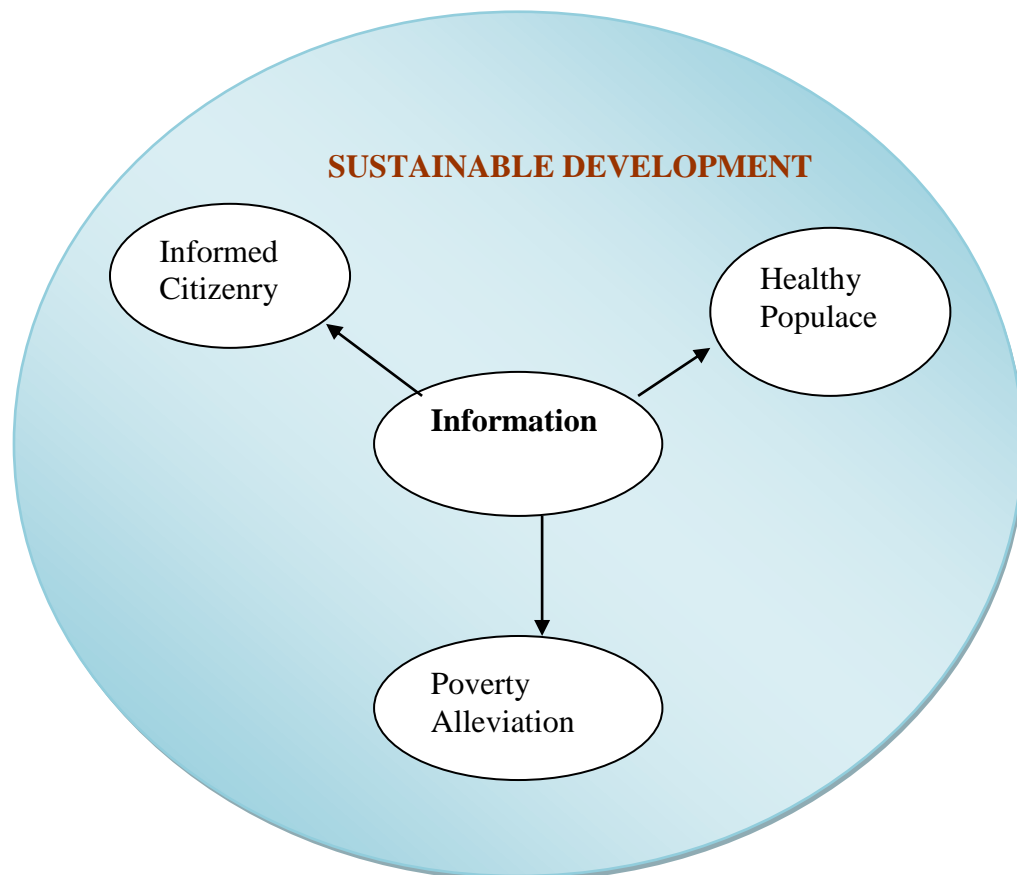 SUSTAINABLE DEVELOPMENT
Informed
Citizenry
Healthy
Populace
Information
Poverty
Alleviation